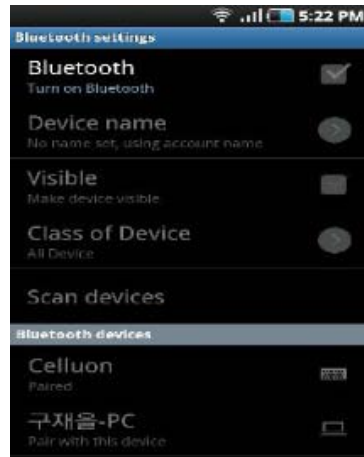 5:22 PM
Bluetooth settings
Bluetooth
Turn on Bluetooth
Device name
No name set, using account name
Visible
Make device visible
Class of Device
All Device
Scan devices
Bluetooth devices
Celluon
Paired
구재을-PC
Pair with this device